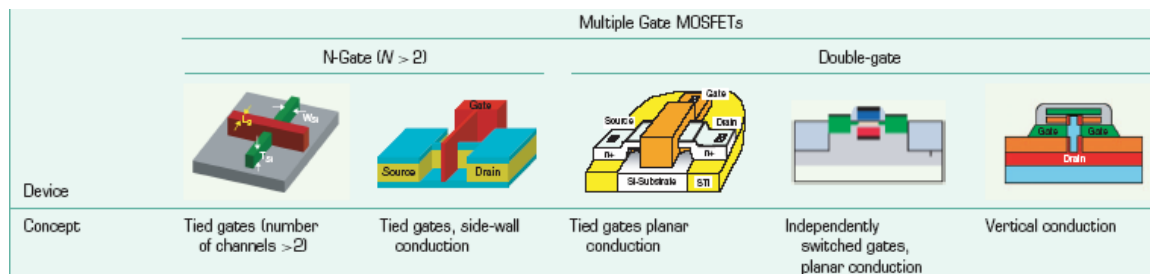 Multiple Gate MOSFETs
N-Gate (N > 2)
Double-gate
Lg
WSi
TSi
Gate
Source
Drain
Gate
Source
Drain
n+
n+
Si-Substrate
STI
Gate
Gate
Drain
Device
Concept
Tied gates (number
of channels >2)
Tied gates, side-wall
conduction
Tied gates planar
conduction
Independently
switched gates,
planar conduction
Vertical conduction